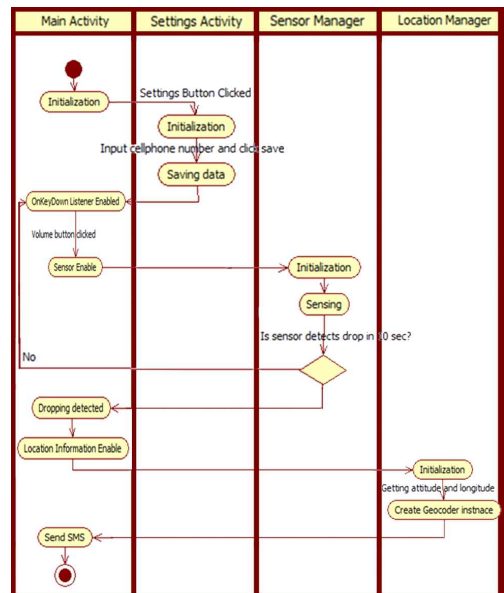 Main Activity
Settings Activity
Sensor Manager
Location Manager
Settings Button Clicked
Initialization
Initialization
Input cellphone number and click save
Saving data
OnKeyDown Listener Enabled
Volume button clicked
Sensor Enable
Initialization
Sensing
Is sensor detects drop in 10 sec?
No
Dropping detected
Location Information Enable
Initialization
Getting attitude and longitude
Create Geocoder instnace
Send SMS